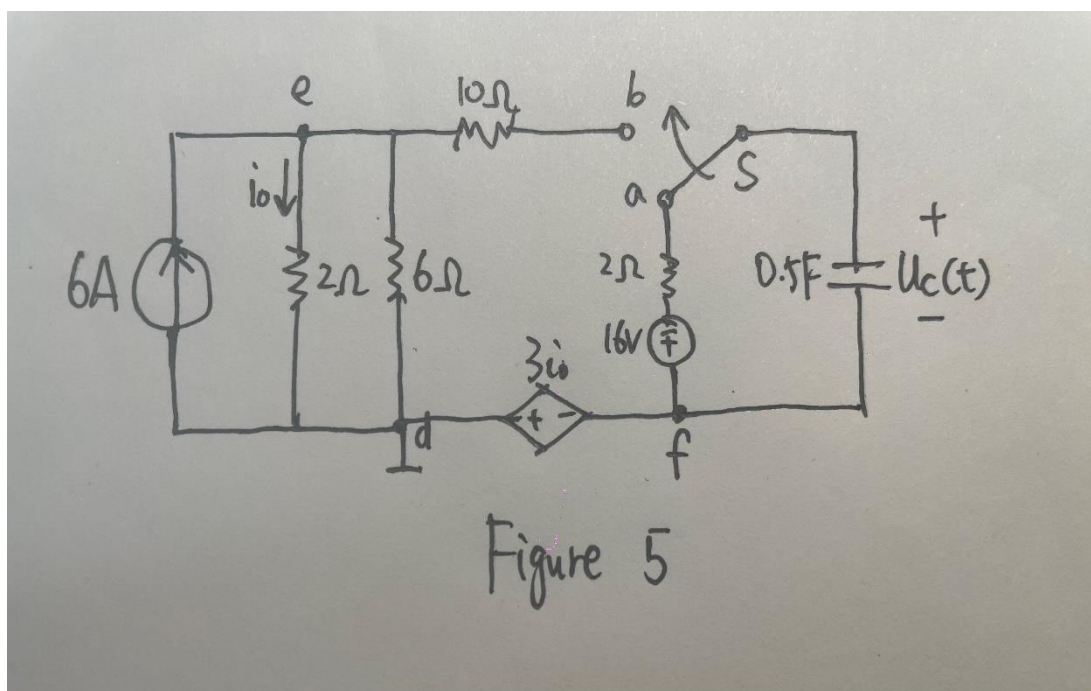 e
10Ω
b
i₀
a
S
6A
2Ω
6Ω
2Ω
0.5F
+
Uc(t)
−
16V
∓
3i₀
+ −
d
f
Figure 5